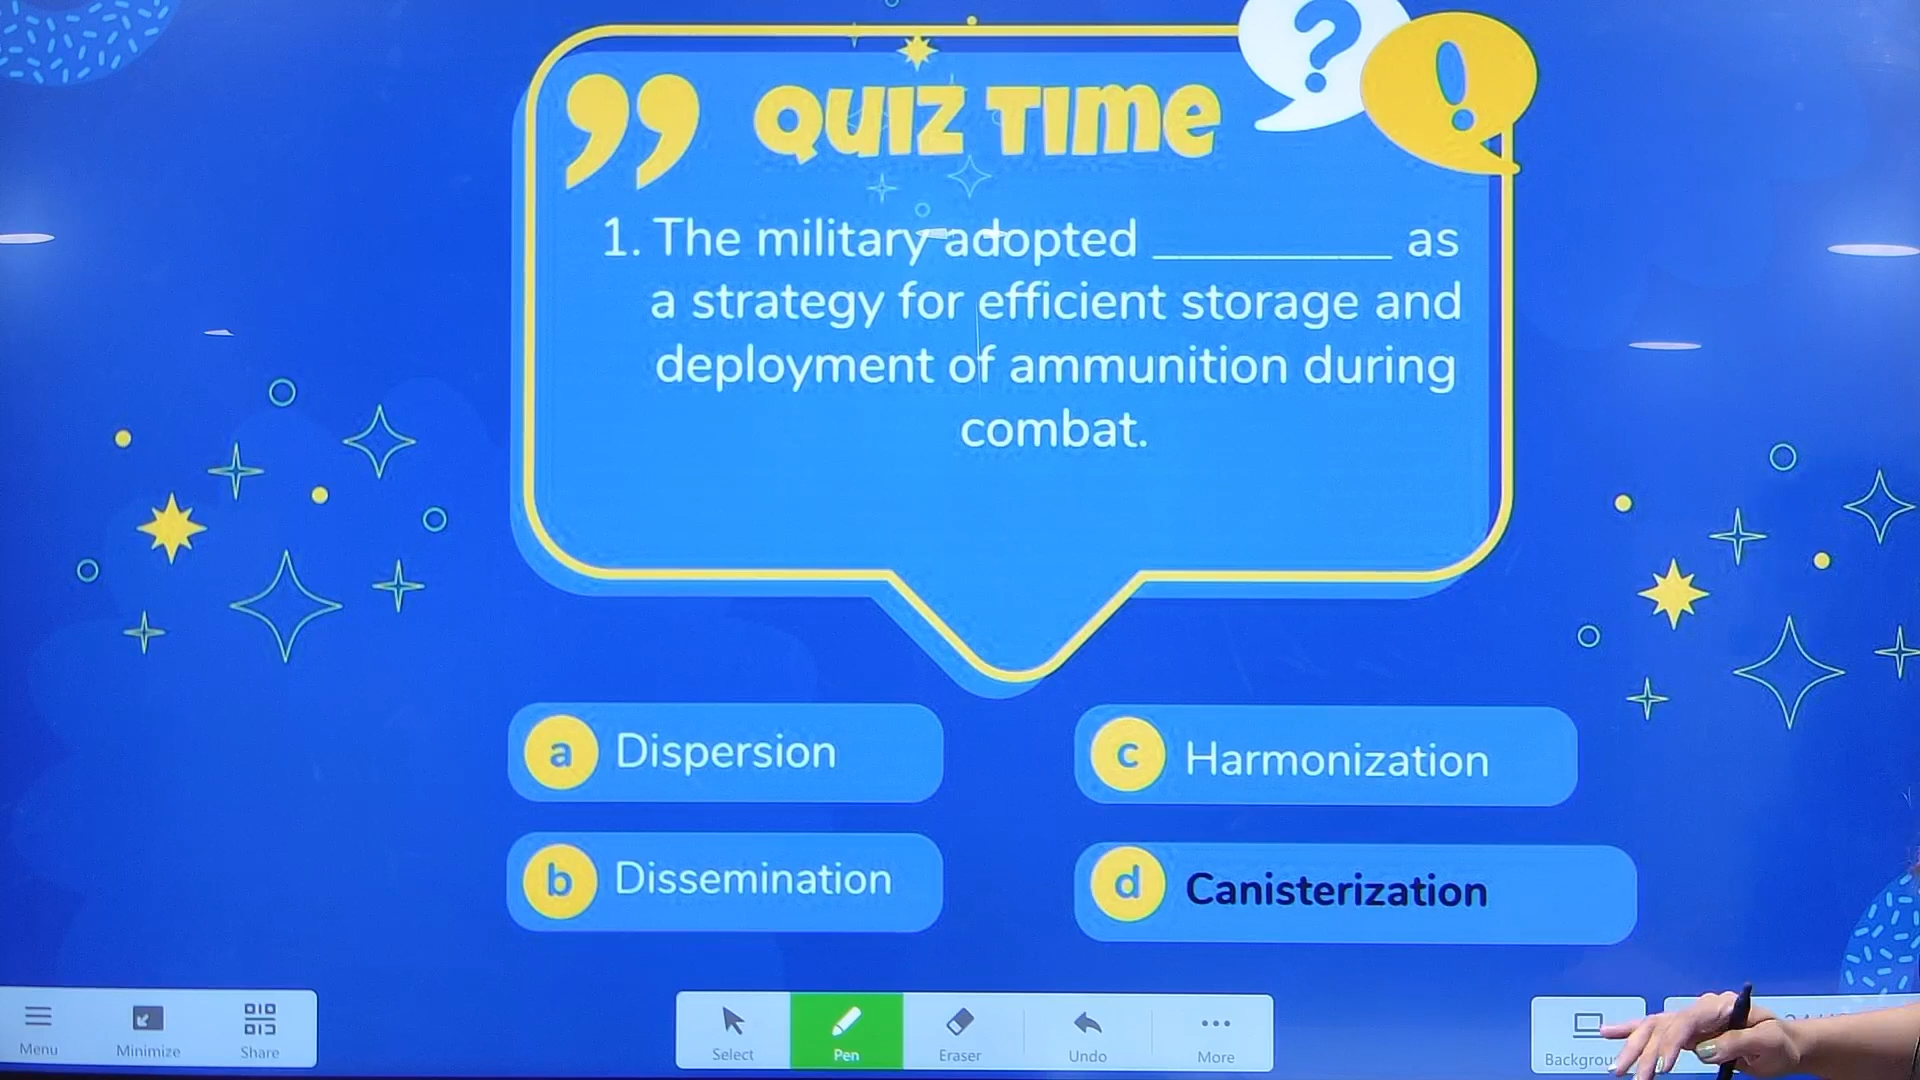 QUIZ TIME
1. The military adopted _________ as
a strategy for efficient storage and
deployment of ammunition during
combat.
a Dispersion
c Harmonization
b Dissemination
d Canisterization
Menu
Minimize
Share
Select
Pen
Eraser
Undo
More